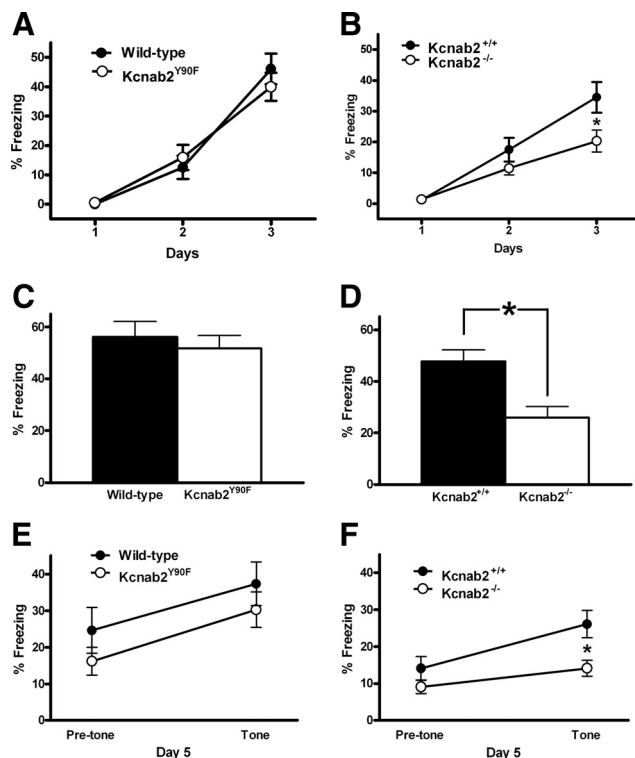 A
Wild-type
Kcnab2Y90F
% Freezing
50
40
30
20
10
0
1 2 3
Days
B
Kcnab2+/+
Kcnab2-/-
% Freezing
50
40
30
20
10
0
*
1 2 3
Days
C
% Freezing
60
40
20
0
Wild-type Kcnab2Y90F
D
*
% Freezing
60
40
20
0
Kcnab2+/+ Kcnab2-/-
E
Wild-type
Kcnab2Y90F
% Freezing
40
30
20
10
0
Pre-tone Tone
Day 5
F
Kcnab2+/+
Kcnab2-/-
% Freezing
40
30
20
10
0
*
Pre-tone Tone
Day 5